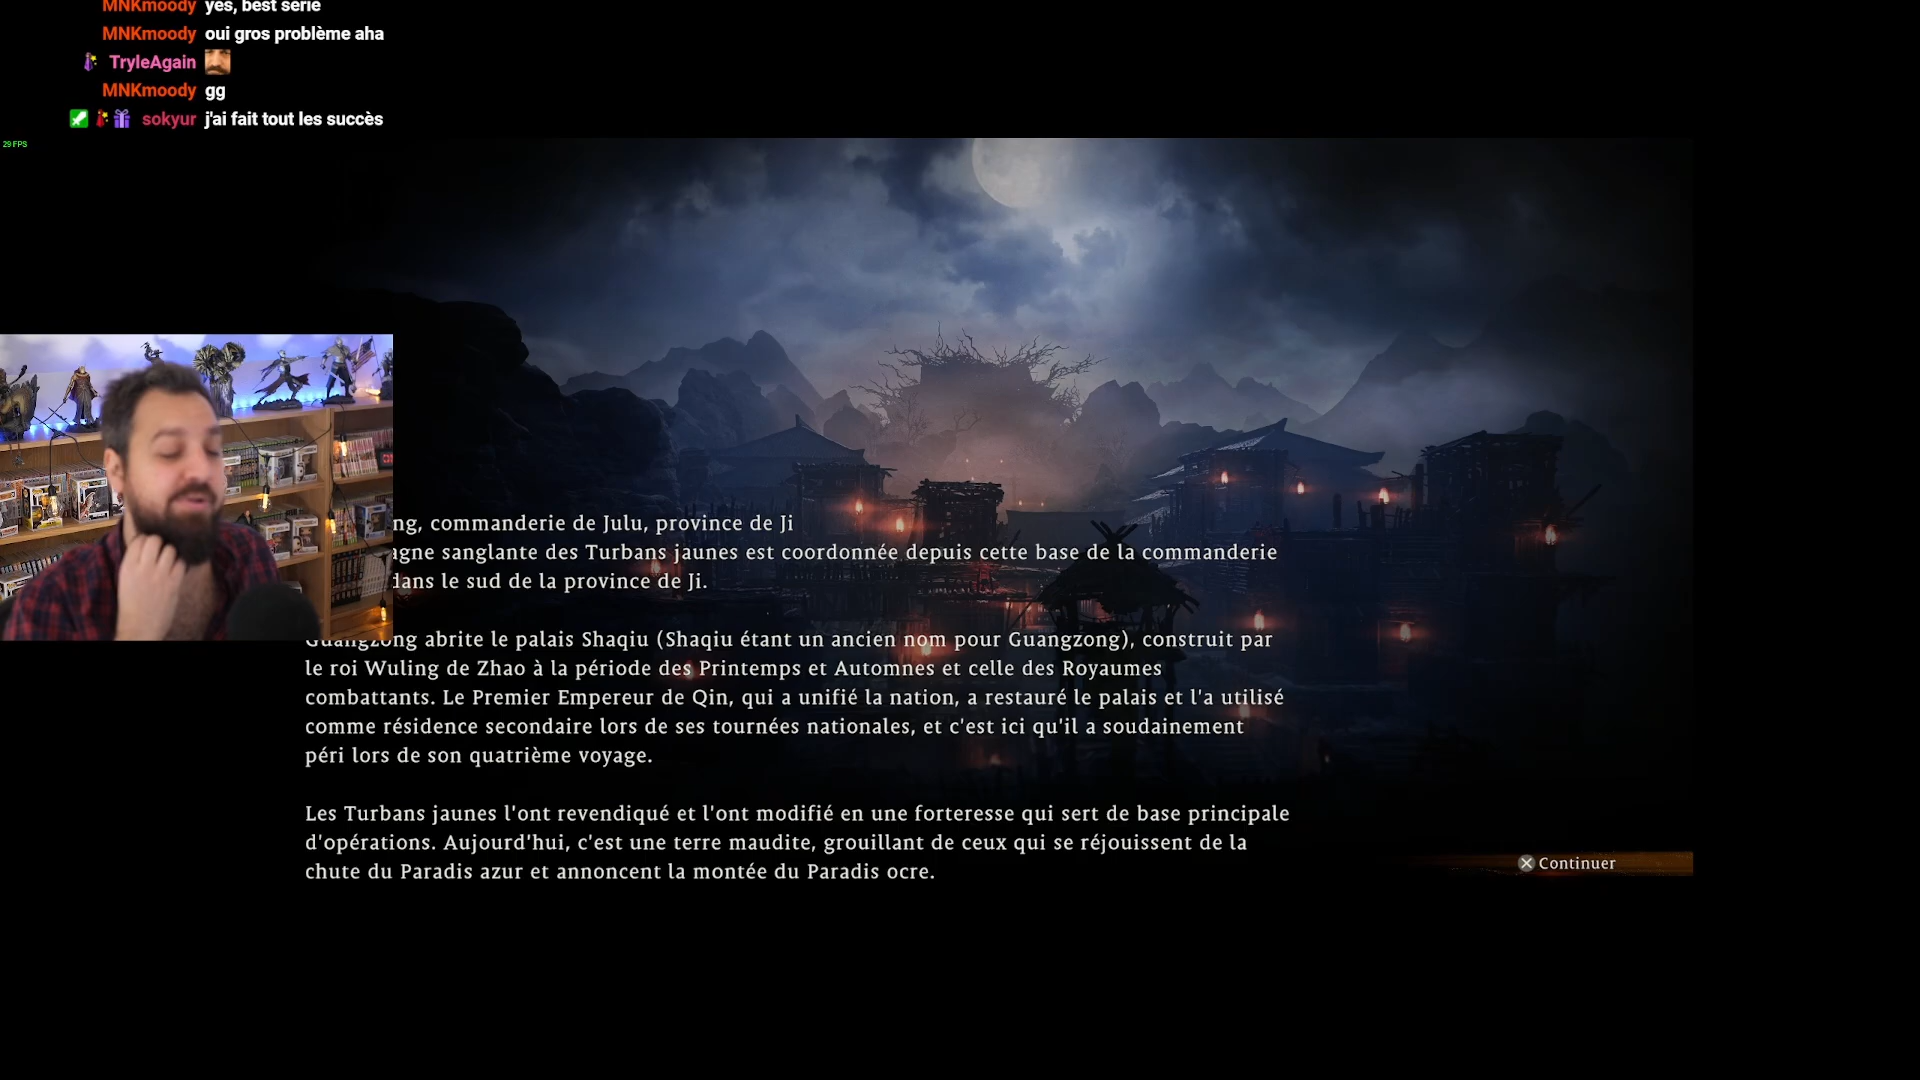 MNKmoody yes, best serie
MNKmoody oui gros problème aha
TryleAgain
MNKmoody gg
sokyur j'ai fait tout les succès
29 FPS
ng, commanderie de Julu, province de Ji
agne sanglante des Turbans jaunes est coordonnée depuis cette base de la commanderie
dans le sud de la province de Ji.
Guangzong abrite le palais Shaqiu (Shaqiu étant un ancien nom pour Guangzong), construit par
le roi Wuling de Zhao à la période des Printemps et Automnes et celle des Royaumes
combattants. Le Premier Empereur de Qin, qui a unifié la nation, a restauré le palais et l'a utilisé
comme résidence secondaire lors de ses tournées nationales, et c'est ici qu'il a soudainement
péri lors de son quatrième voyage.
Les Turbans jaunes l'ont revendiqué et l'ont modifié en une forteresse qui sert de base principale
d'opérations. Aujourd'hui, c'est une terre maudite, grouillant de ceux qui se réjouissent de la
chute du Paradis azur et annoncent la montée du Paradis ocre.
Continuer